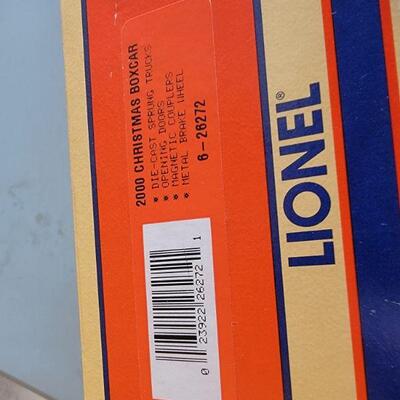 2000 CHRISTMAS BOXCAR
* DIE-CAST SPRUNG TRUCKS
* OPENING DOORS
* MAGNETIC COUPLERS
* METAL BRAKE WHEEL
6-26272
0 23922 26272 1
LIONEL®